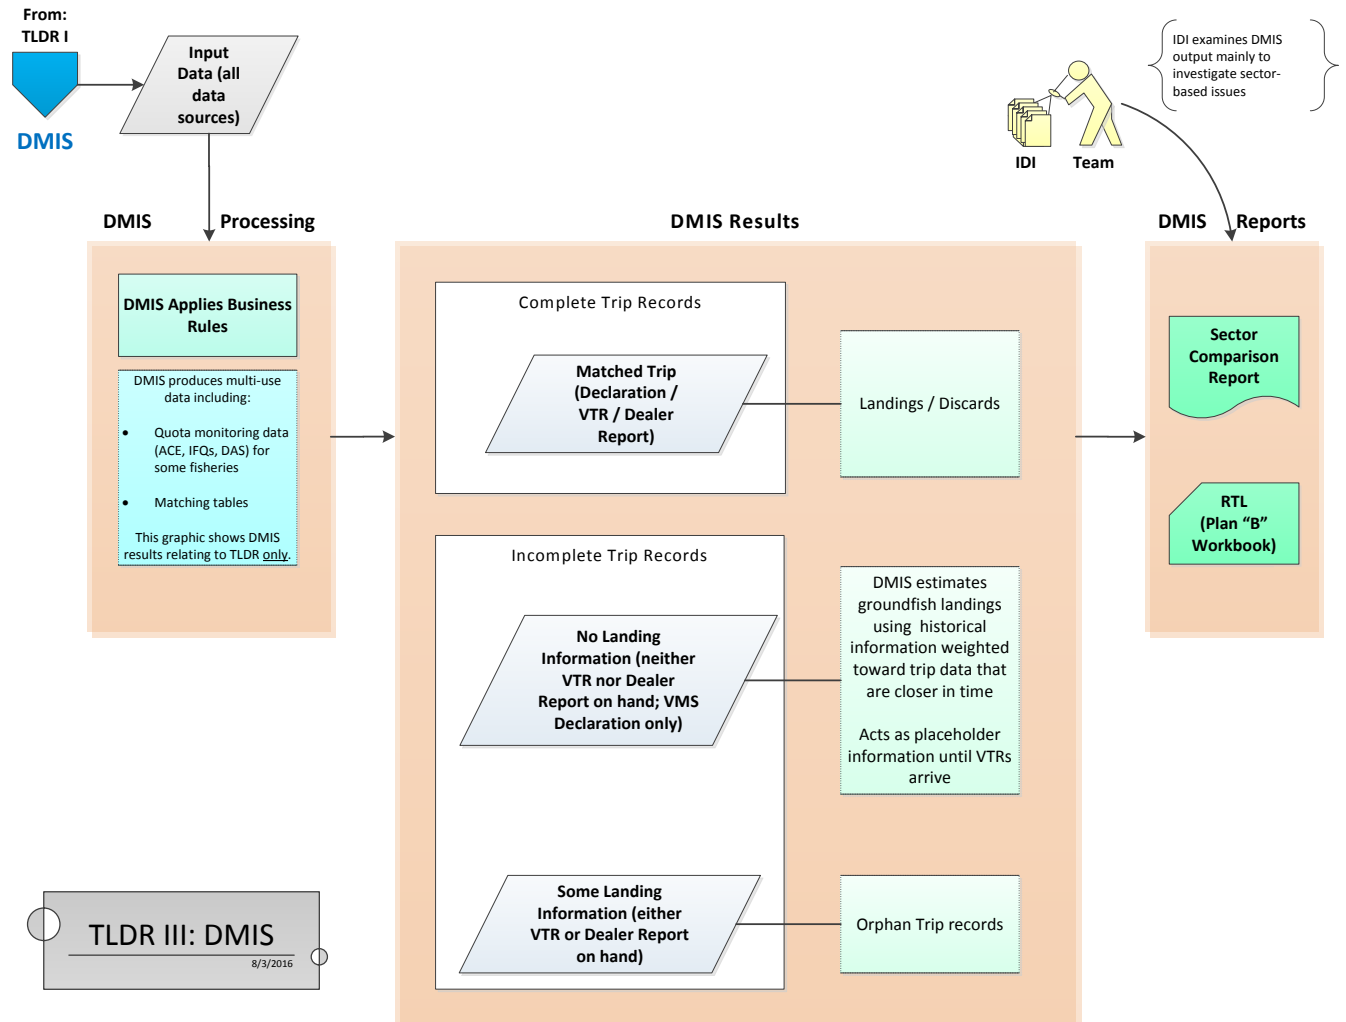 From:
TLDR I
DMIS
Input
Data (all
data
sources)
IDI examines DMIS
output mainly to
investigate sector-
based issues
IDI Team
DMIS Processing
DMIS Applies Business
Rules
DMIS produces multi-use
data including:
• Quota monitoring data
(ACE, IFQs, DAS) for
some fisheries
• Matching tables
This graphic shows DMIS
results relating to TLDR only.
DMIS Results
Complete Trip Records
Matched Trip
(Declaration /
VTR / Dealer
Report)
Landings / Discards
Incomplete Trip Records
No Landing
Information (neither
VTR nor Dealer
Report on hand; VMS
Declaration only)
DMIS estimates
groundfish landings
using historical
information weighted
toward trip data that
are closer in time
Acts as placeholder
information until VTRs
arrive
Some Landing
Information (either
VTR or Dealer Report
on hand)
Orphan Trip records
DMIS Reports
Sector
Comparison
Report
RTL
(Plan “B”
Workbook)
TLDR III: DMIS
8/3/2016